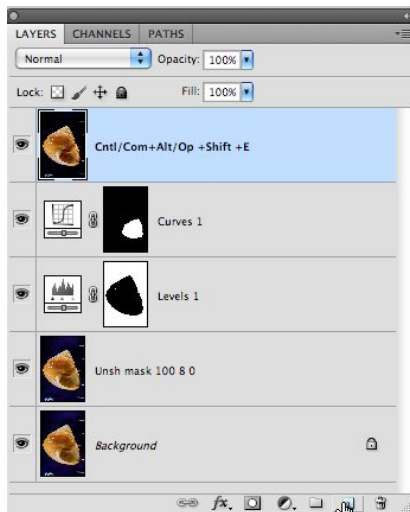 LAYERS CHANNELS PATHS
Normal Opacity: 100%
Lock: Fill: 100%
Cntl/Com+Alt/Op +Shift +E
Curves 1
Levels 1
Unsh mask 100 8 0
Background
fx.